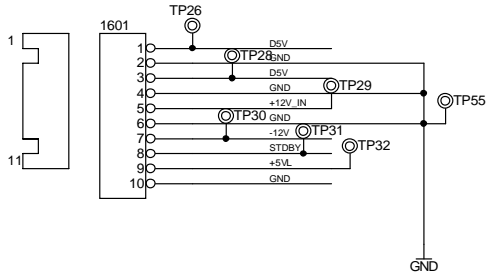 TP26
1
1601
1
D5V
2
TP28
GND
3
D5V
TP29
4
GND
5
+12V_IN
TP55
TP30
6
GND
TP31
7
-12V
8
STDBY
TP32
11
9
+5VL
10
GND
GND